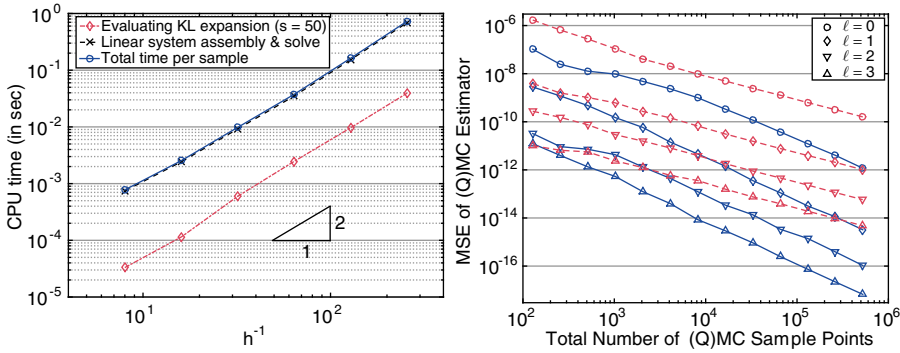 Evaluating KL expansion (s = 50)
Linear system assembly & solve
Total time per sample
CPU time (in sec)
10^0
10^-1
10^-2
10^-3
10^-4
10^-5
2
1
10^1
10^2
h^-1
ℓ=0
ℓ=1
ℓ=2
ℓ=3
MSE of (Q)MC Estimator
10^-6
10^-8
10^-10
10^-12
10^-14
10^-16
10^2
10^3
10^4
10^5
10^6
Total Number of (Q)MC Sample Points